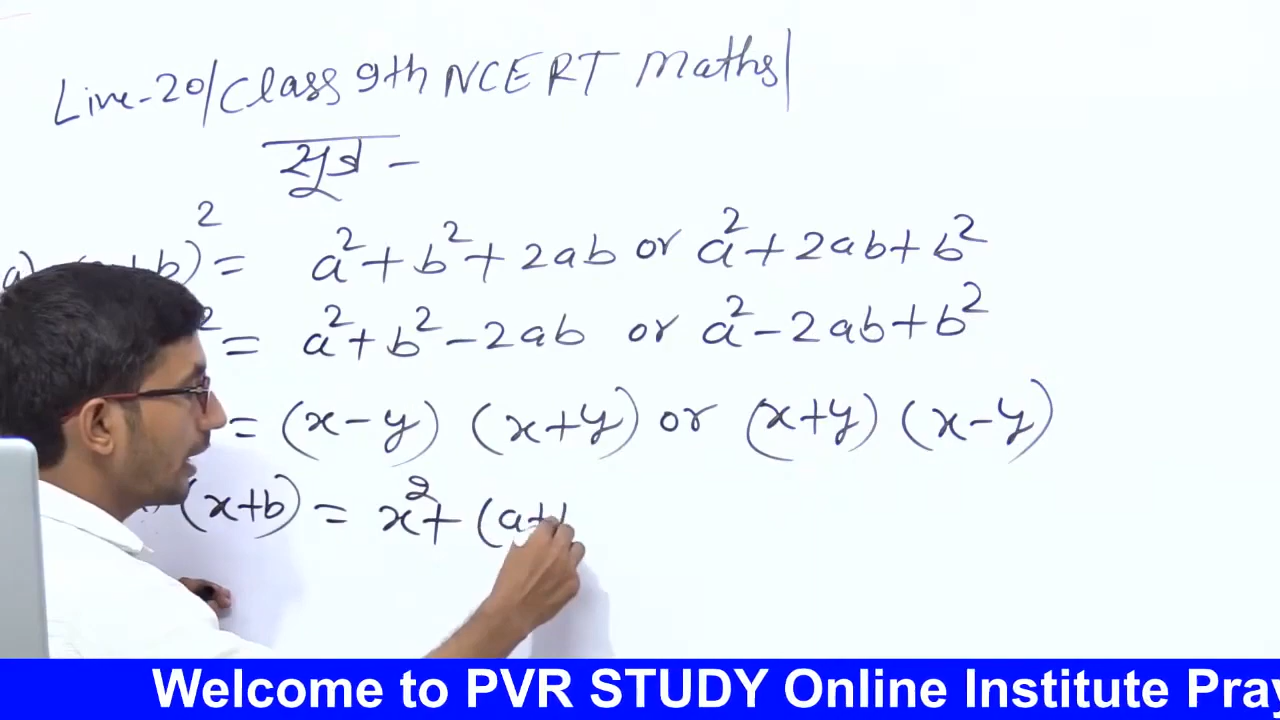 Live-20/Class 9th NCERT Maths|
सूत्र -
)² = a² + b² + 2ab or a² + 2ab + b²
² = a² + b² - 2ab or a² - 2ab + b²
= (x-y) (x+y) or (x+y) (x-y)
(x+b) = x² + (a+
Welcome to PVR STUDY Online Institute Pray